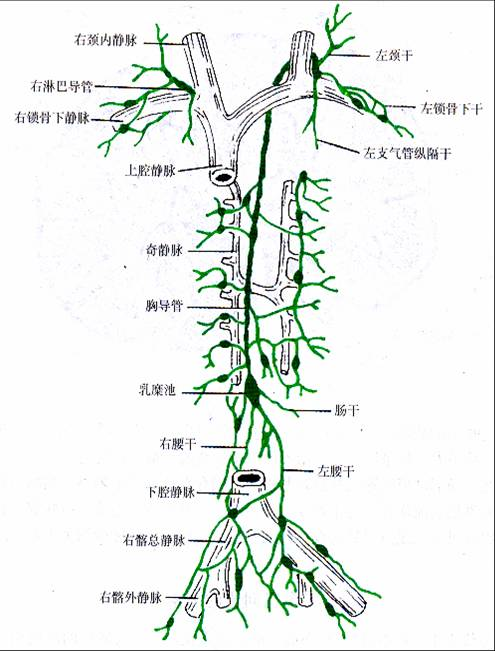 右颈内静脉
左颈干
右淋巴导管
左锁骨下干
右锁骨下静脉
左支气管纵隔干
上腔静脉
奇静脉
胸导管
乳糜池
肠干
右腰干
左腰干
下腔静脉
右髂总静脉
右髂外静脉